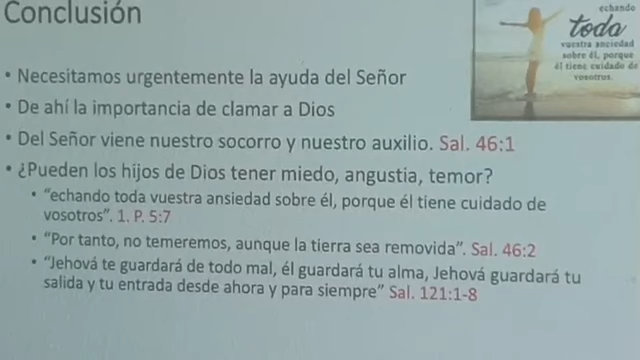 Conclusión
echando
toda
vuestra ansiedad
sobre él, porque
él tiene cuidado de
vosotros.
• Necesitamos urgentemente la ayuda del Señor
• De ahí la importancia de clamar a Dios
• Del Señor viene nuestro socorro y nuestro auxilio. Sal. 46:1
• ¿Pueden los hijos de Dios tener miedo, angustia, temor?
• “echando toda vuestra ansiedad sobre él, porque él tiene cuidado de
vosotros”. 1. P. 5:7
• “Por tanto, no temeremos, aunque la tierra sea removida”. Sal. 46:2
• “Jehová te guardará de todo mal, él guardará tu alma, Jehová guardará tu
salida y tu entrada desde ahora y para siempre” Sal. 121:1-8